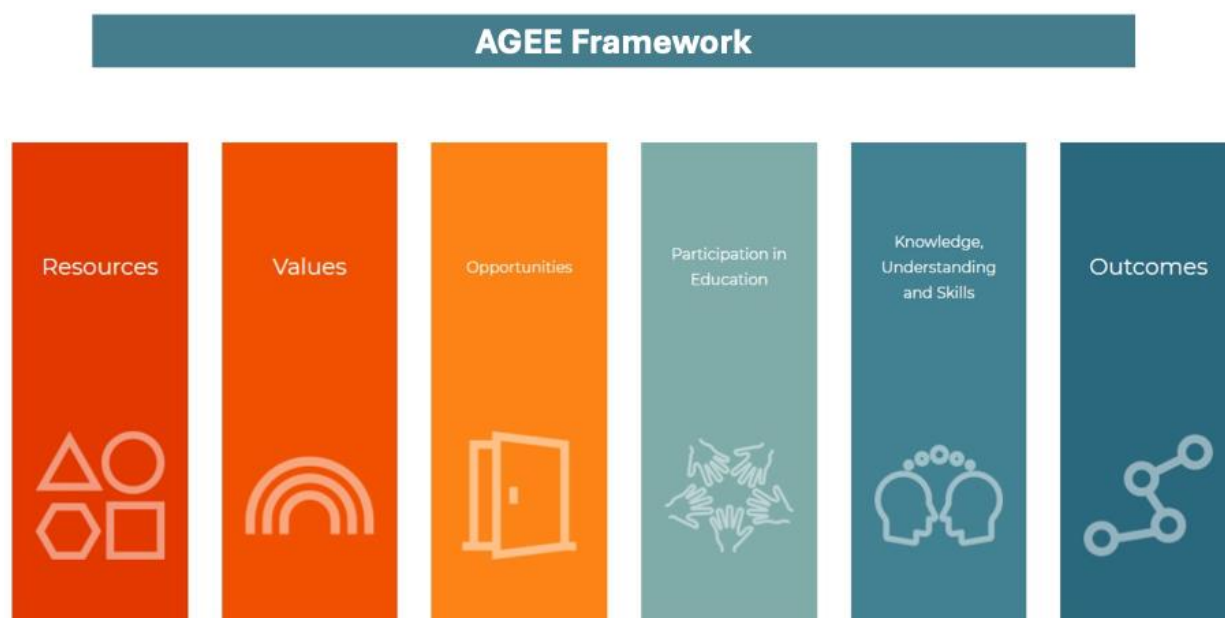 AGEE Framework
Resources
Values
Opportunities
Participation in
Education
Knowledge,
Understanding
and Skills
Outcomes